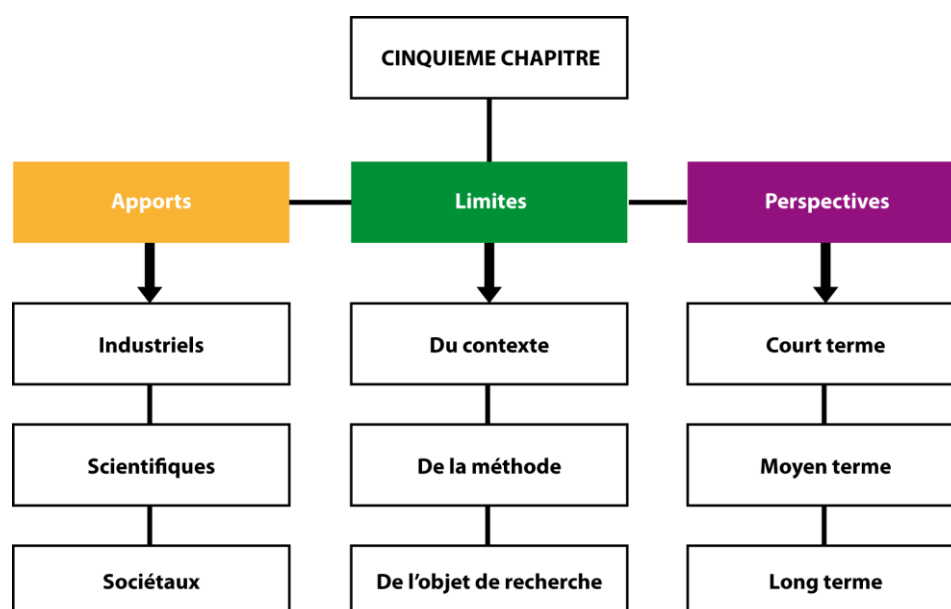 CINQUIEME CHAPITRE
Apports
Limites
Perspectives
Industriels
Du contexte
Court terme
Scientifiques
De la méthode
Moyen terme
Sociétaux
De l'objet de recherche
Long terme